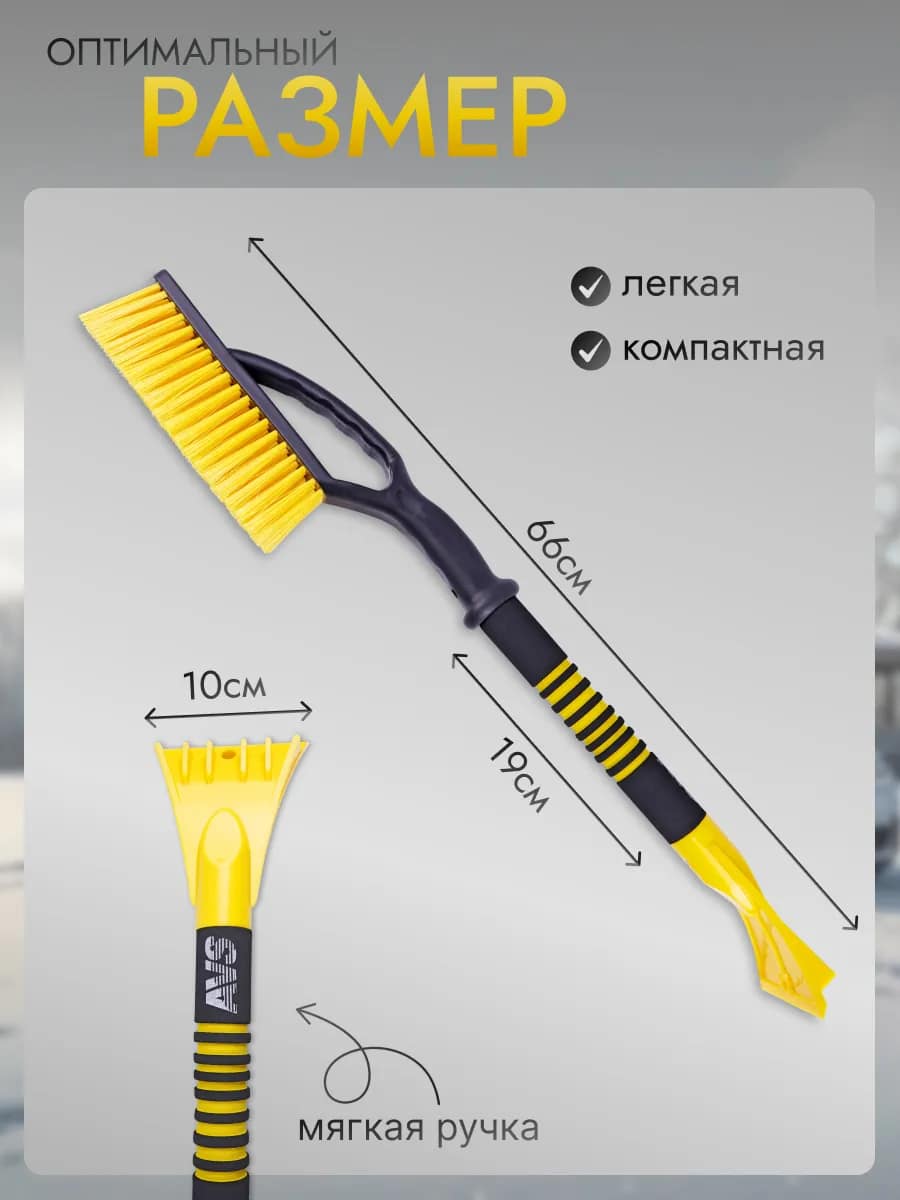 ОПТИМАЛЬНЫЙ
РАЗМЕР
легкая
компактная
66см
19см
10см
AVS
мягкая ручка